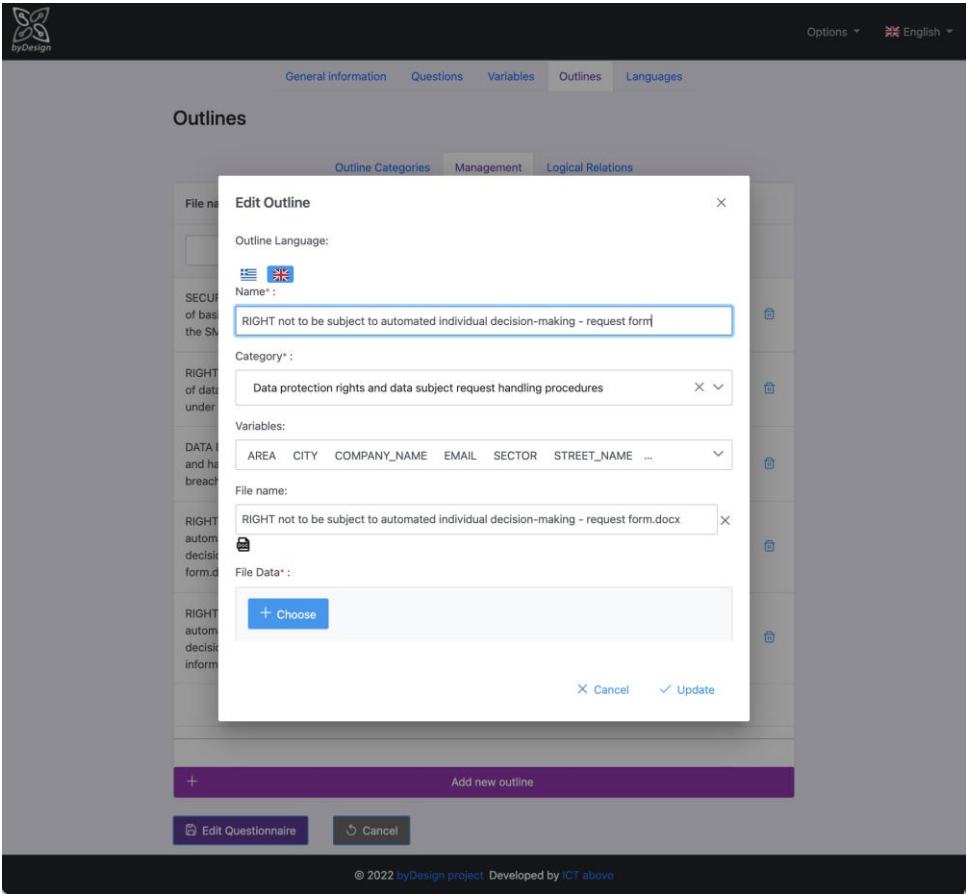 byDesign
Options
English
General information Questions Variables Outlines Languages
Outlines
Outline Categories Management Logical Relations
File na
Edit Outline
Outline Language:
Name* :
RIGHT not to be subject to automated individual decision-making - request form
Category* :
Data protection rights and data subject request handling procedures
Variables:
AREA CITY COMPANY_NAME EMAIL SECTOR STREET_NAME ...
File name:
RIGHT not to be subject to automated individual decision-making - request form.docx
File Data* :
+ Choose
Cancel Update
SECUR
of basi
the SM
RIGHT
of data
under
DATA
and ha
breach
RIGHT
autom
decisio
form.d
RIGHT
autom
decisio
inform
+ Add new outline
Edit Questionnaire Cancel
© 2022 byDesign project Developed by ICT abovo